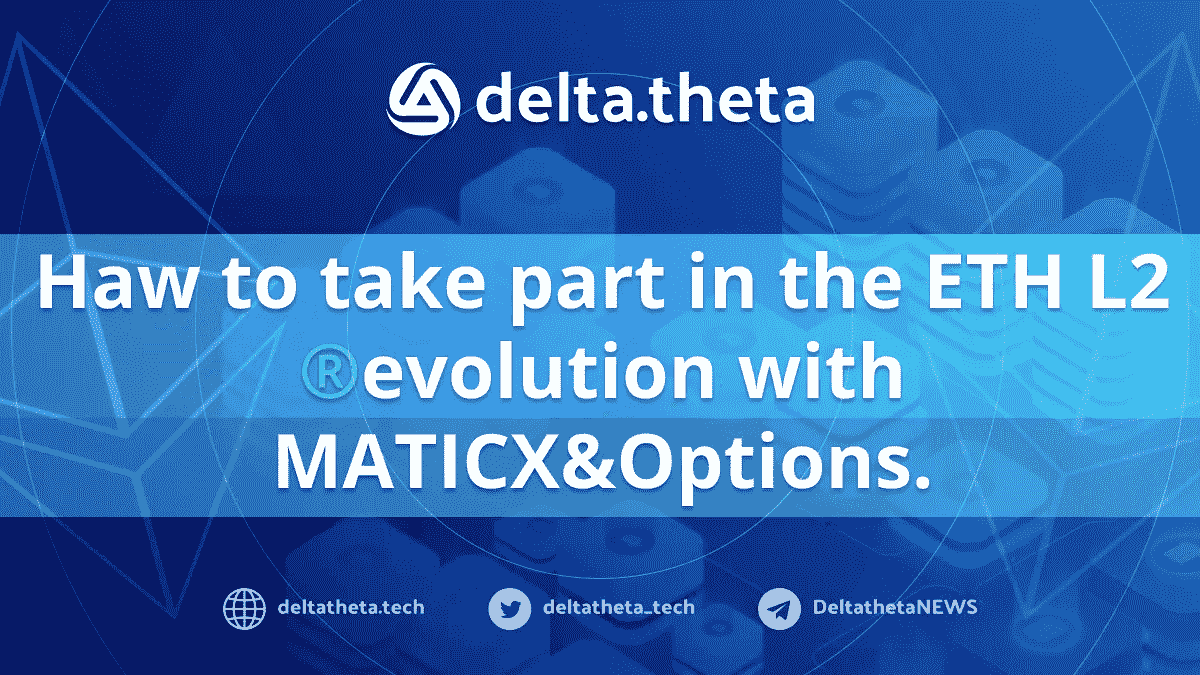 delta.theta
Haw to take part in the ETH L2
®evolution with
MATICX&Options.
deltatheta.tech
deltatheta_tech
DeltathetaNEWS